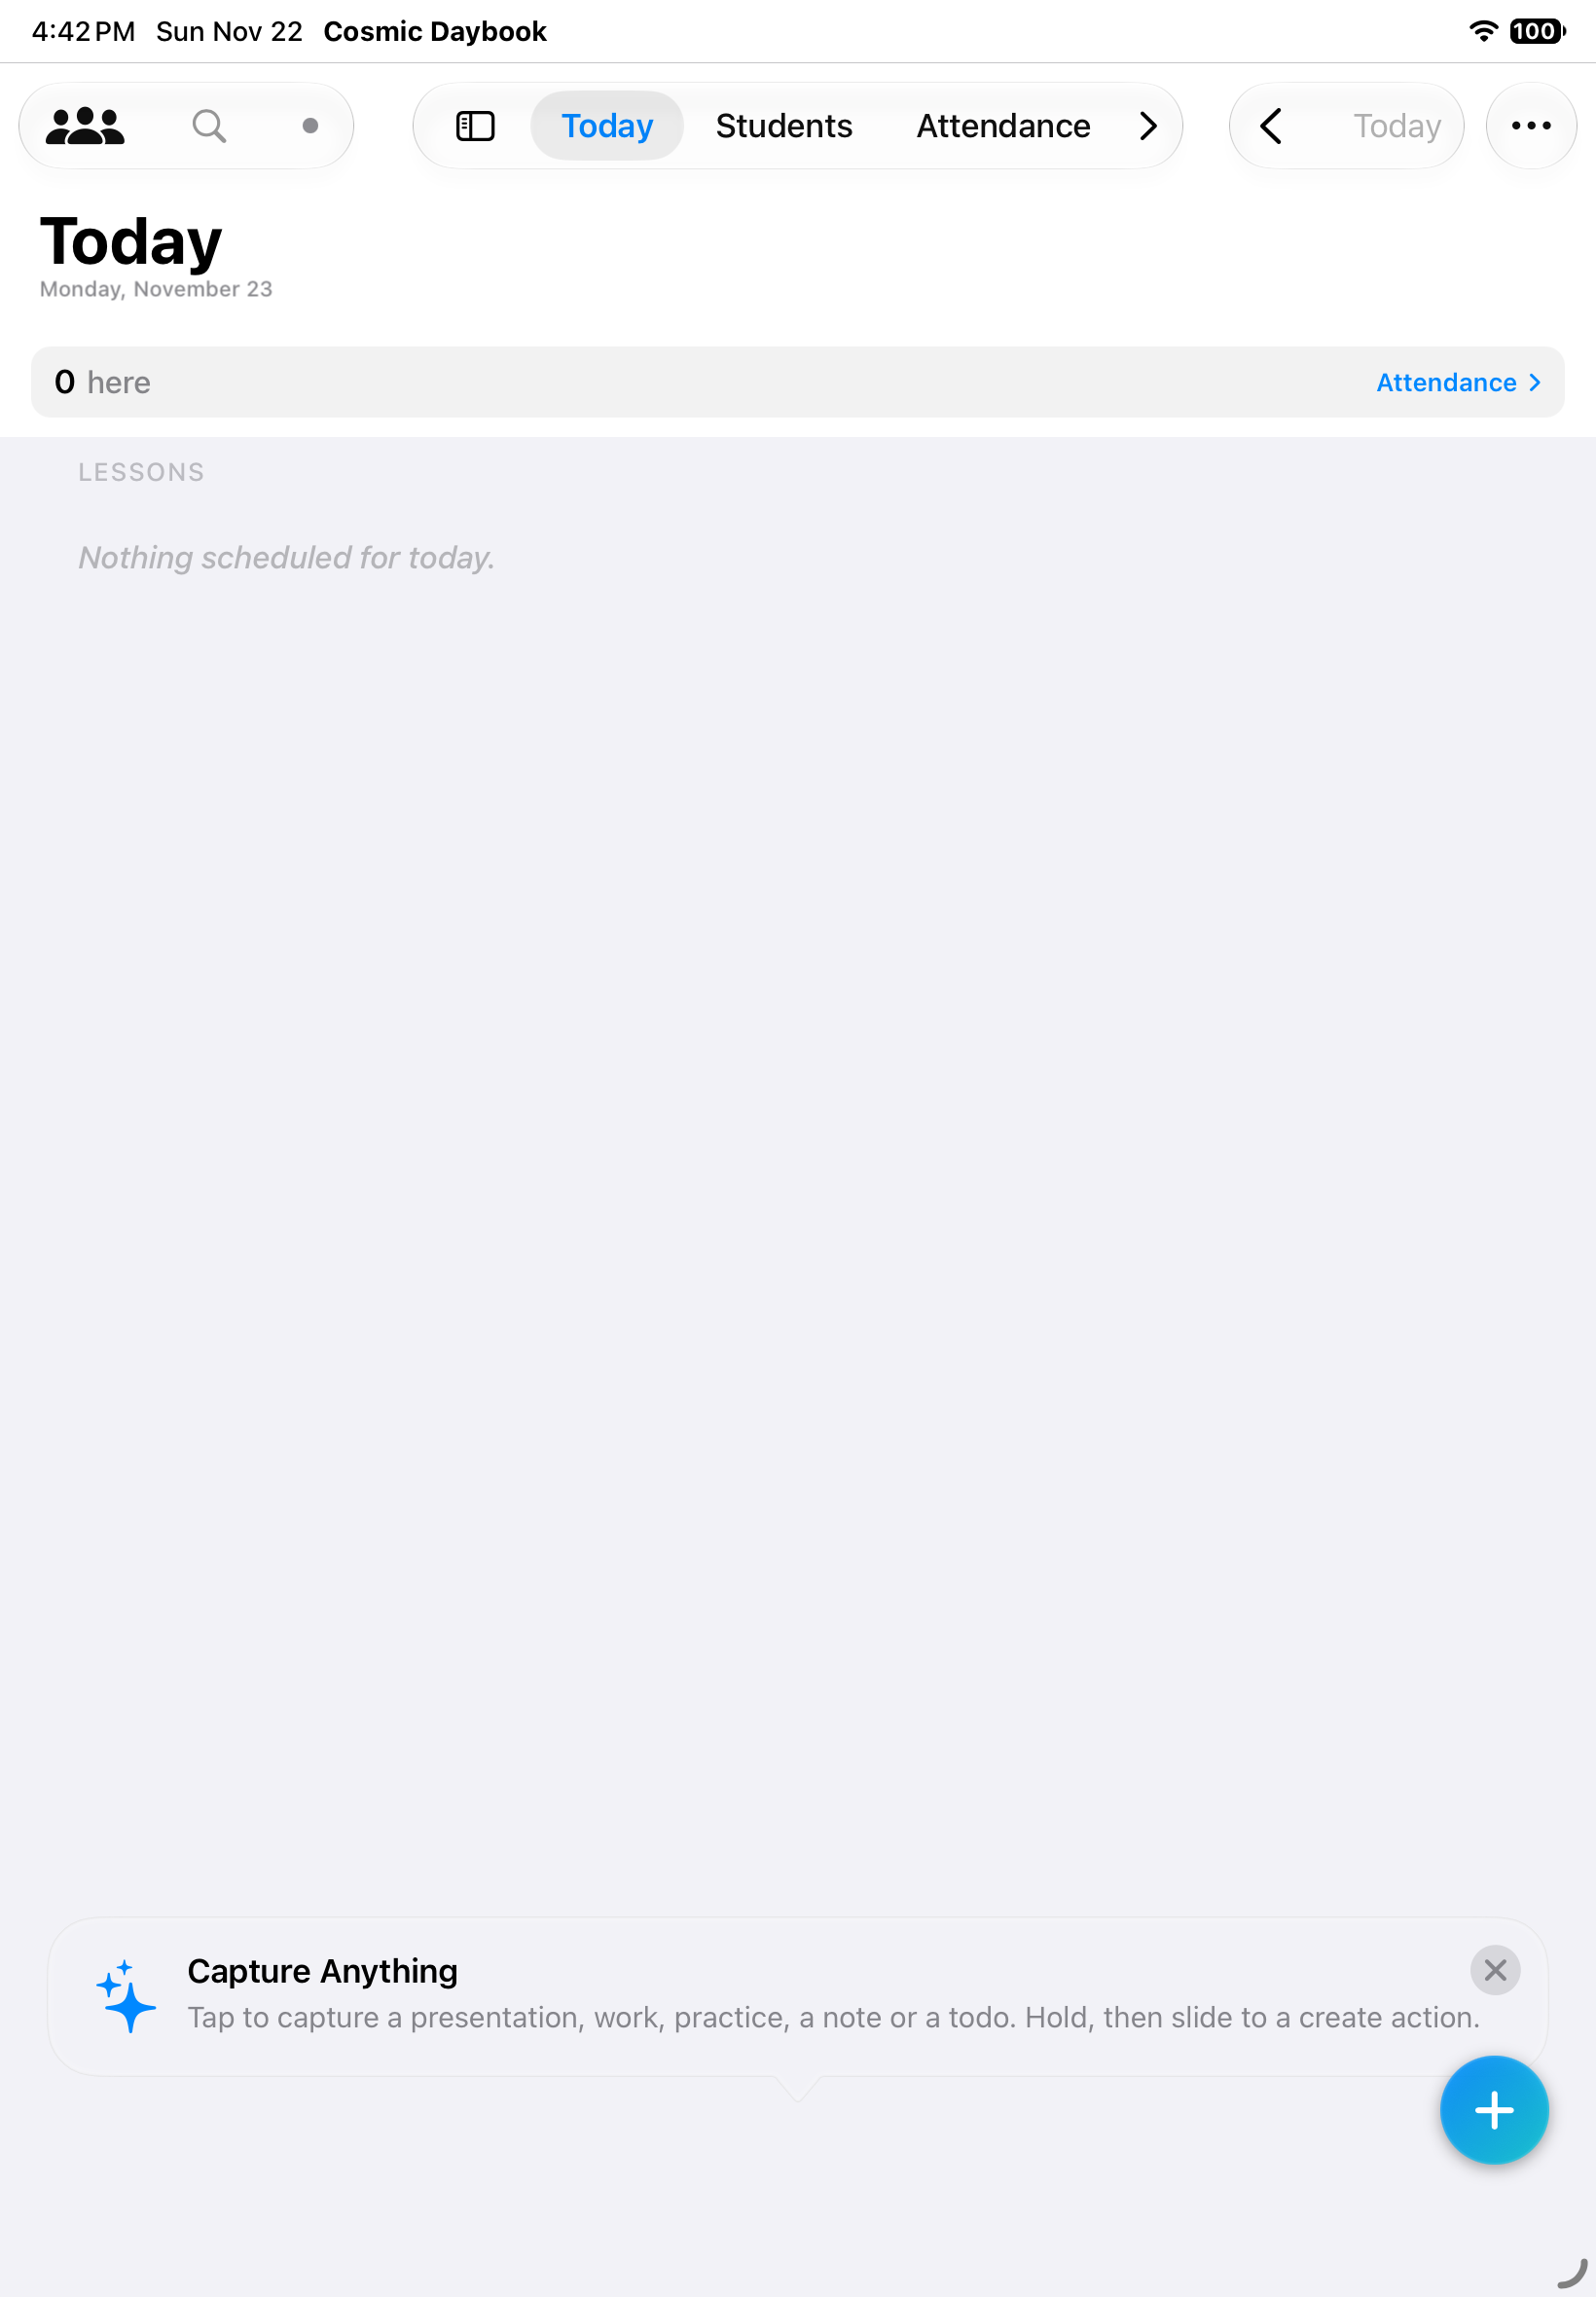 4:42 PM Sun Nov 22 Cosmic Daybook 100
Today Students Attendance Today
Today
Monday, November 23
0 here Attendance
LESSONS
Nothing scheduled for today.
Capture Anything
Tap to capture a presentation, work, practice, a note or a todo. Hold, then slide to a create action.